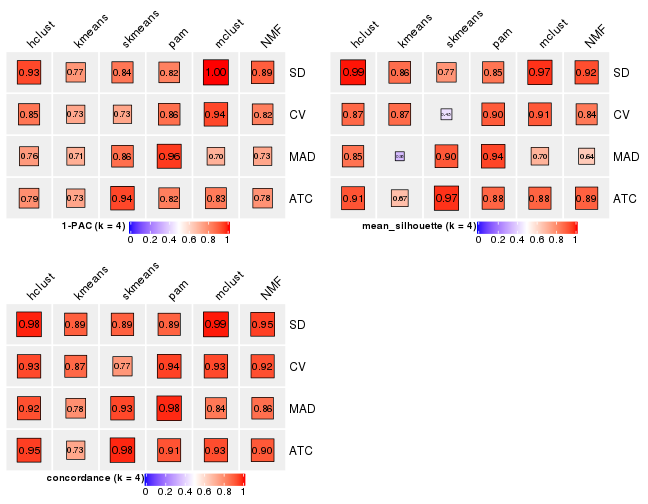 hclust kmeans skmeans pam mclust NMF
0.93 0.77 0.84 0.82 1.00 0.89 SD
0.85 0.73 0.73 0.86 0.94 0.82 CV
0.76 0.71 0.86 0.96 0.70 0.73 MAD
0.79 0.73 0.94 0.82 0.83 0.78 ATC
1-PAC (k = 4)
0 0.2 0.4 0.6 0.8 1
hclust kmeans skmeans pam mclust NMF
0.99 0.86 0.77 0.85 0.97 0.92 SD
0.87 0.87 0.90 0.91 0.84 CV
0.85 0.90 0.94 0.70 0.64 MAD
0.91 0.67 0.97 0.88 0.88 0.89 ATC
mean_silhouette (k = 4)
0 0.2 0.4 0.6 0.8 1
hclust kmeans skmeans pam mclust NMF
0.98 0.89 0.89 0.89 0.99 0.95 SD
0.93 0.87 0.77 0.94 0.93 0.92 CV
0.92 0.78 0.93 0.98 0.84 0.86 MAD
0.95 0.73 0.98 0.91 0.93 0.90 ATC
concordance (k = 4)
0 0.2 0.4 0.6 0.8 1